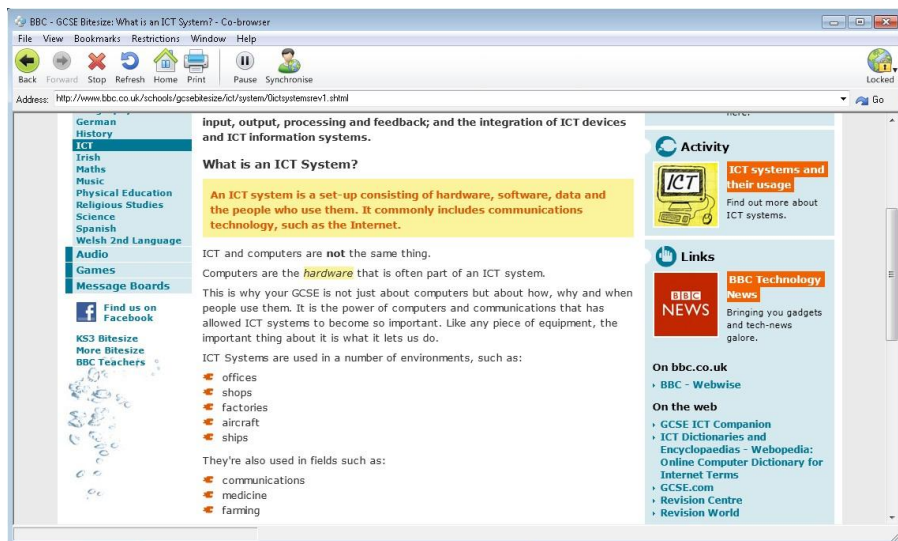 BBC - GCSE Bitesize: What is an ICT System? - Co-browser
File View Bookmarks Restrictions Window Help
Back Forward Stop Refresh Home Print Pause Synchronise Locked
Address: http://www.bbc.co.uk/schools/gcsebitesize/ict/system/0ictsystemsrev1.shtml Go
German
History
ICT
Irish
Maths
Music
Physical Education
Religious Studies
Science
Spanish
Welsh 2nd Language
Audio
Games
Message Boards
Find us on
Facebook
KS3 Bitesize
More Bitesize
BBC Teachers
input, output, processing and feedback; and the integration of ICT devices
and ICT information systems.
What is an ICT System?
An ICT system is a set-up consisting of hardware, software, data and
the people who use them. It commonly includes communications
technology, such as the Internet.
ICT and computers are not the same thing.
Computers are the hardware that is often part of an ICT system.
This is why your GCSE is not just about computers but about how, why and when
people use them. It is the power of computers and communications that has
allowed ICT systems to become so important. Like any piece of equipment, the
important thing about it is what it lets us do.
ICT Systems are used in a number of environments, such as:
offices
shops
factories
aircraft
ships
They're also used in fields such as:
communications
medicine
farming
here.
Activity
ICT
ICT systems and
their usage
Find out more about
ICT systems.
Links
BBC
NEWS
BBC Technology
News
Bringing you gadgets
and tech-news
galore.
On bbc.co.uk
BBC - Webwise
On the web
GCSE ICT Companion
ICT Dictionaries and
Encyclopaedias - Webopedia:
Online Computer Dictionary for
Internet Terms
GCSE.com
Revision Centre
Revision World